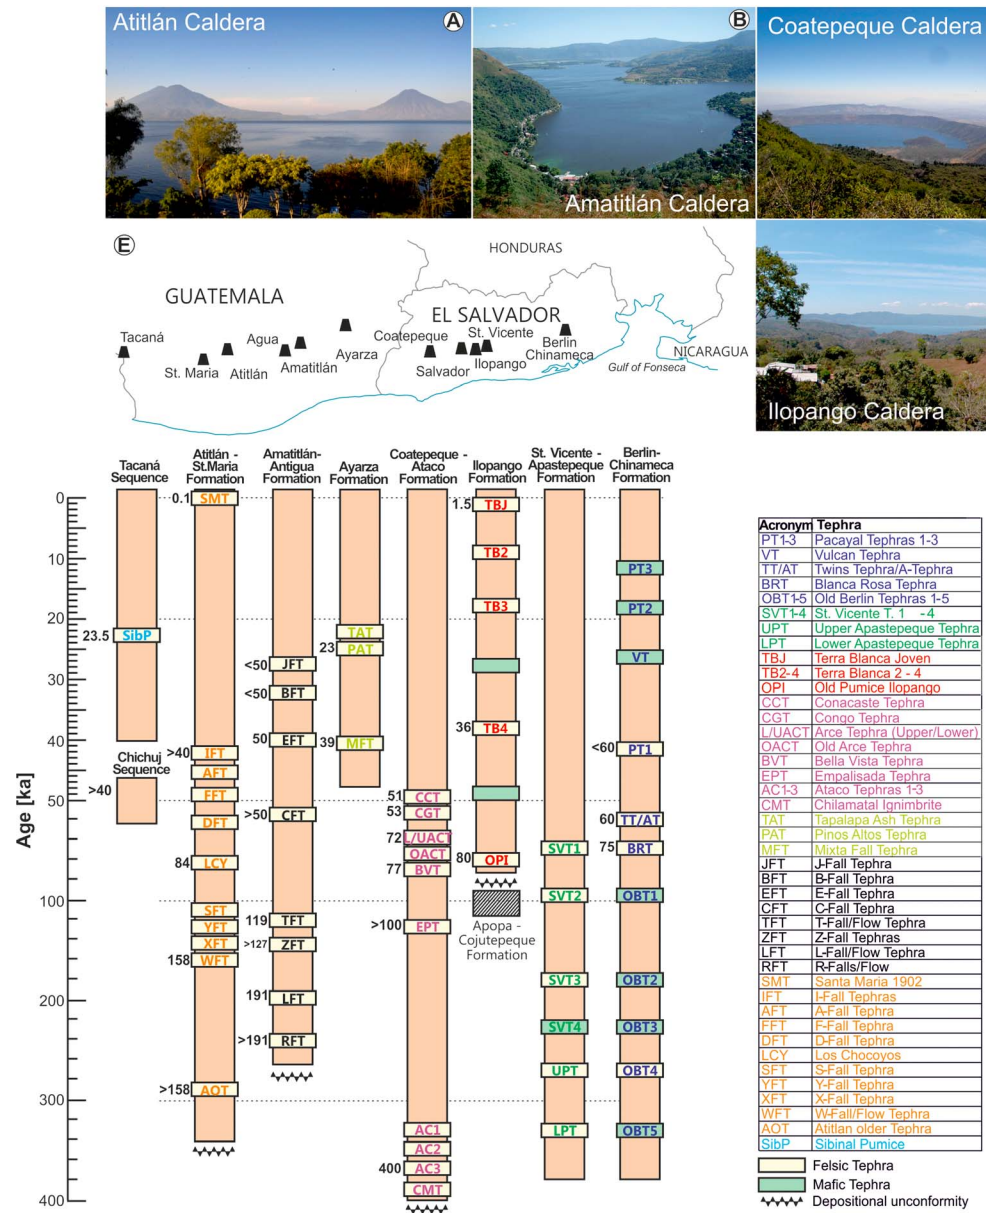 Atitlán Caldera
A
B
Amatitlán Caldera
Coatepeque Caldera
Ilopango Caldera
E
HONDURAS
GUATEMALA
EL SALVADOR
NICARAGUA
Gulf of Fonseca
Tacaná
St. Maria
Atitlán
Agua
Amatitlán
Ayarza
Coatepeque
Salvador
St. Vicente
Ilopango
Berlin
Chinameca
Tacaná
Sequence
Atitlán -
St.Maria
Formation
Amatitlán-
Antigua
Formation
Ayarza
Formation
Coatepeque -
Ataco
Formation
Ilopango
Formation
St. Vicente -
Apastepeque
Formation
Berlin-
Chinameca
Formation
Age [ka]
0
10
20
30
40
50
100
200
300
400
23.5 SibP
Chichuj
Sequence
>40
0.1 SMT
>40 IFT
AFT
FFT
DFT
84 LCY
SFT
YFT
XFT
158 WFT
>158 AOT
<50 JFT
<50 BFT
50 EFT
>50 CFT
119 TFT
>127 ZFT
191 LFT
>191 RFT
TAT
23 PAT
39 MFT
51 CCT
53 CGT
72 L/UACT
OACT
77 BVT
>100 EPT
AC1
AC2
400 AC3
CMT
1.5 TBJ
TB2
TB3
36 TB4
80 OPI
Apopa -
Cojutepeque
Formation
SVT1
SVT2
SVT3
SVT4
UPT
LPT
PT3
PT2
VT
<60 PT1
60 TT/AT
75 BRT
OBT1
OBT2
OBT3
OBT4
OBT5
Acronym Tephra
PT1-3 Pacayal Tephras 1-3
VT Vulcan Tephra
TT/AT Twins Tephra/A-Tephra
BRT Blanca Rosa Tephra
OBT1-5 Old Berlin Tephras 1-5
SVT1-4 St. Vicente T. 1 -4
UPT Upper Apastepeque Tephra
LPT Lower Apastepeque Tephra
TBJ Terra Blanca Joven
TB2-4 Terra Blanca 2 - 4
OPI Old Pumice Ilopango
CCT Conacaste Tephra
CGT Congo Tephra
L/UACT Arce Tephra (Upper/Lower)
OACT Old Arce Tephra
BVT Bella Vista Tephra
EPT Empalisada Tephra
AC1-3 Ataco Tephras 1-3
CMT Chilamatal Ignimbrite
TAT Tapalapa Ash Tephra
PAT Pinos Altos Tephra
MFT Mixta Fall Tephra
JFT J-Fall Tephra
BFT B-Fall Tephra
EFT E-Fall Tephra
CFT C-Fall Tephra
TFT T-Fall/Flow Tephra
ZFT Z-Fall Tephras
LFT L-Fall/Flow Tephra
RFT R-Falls/Flow
SMT Santa Maria 1902
IFT I-Fall Tephras
AFT A-Fall Tephra
FFT F-Fall Tephra
DFT D-Fall Tephra
LCY Los Chocoyos
SFT S-Fall Tephra
YFT Y-Fall Tephra
XFT X-Fall Tephra
WFT W-Fall/Flow Tephra
AOT Atitlan older Tephra
SibP Sibinal Pumice
Felsic Tephra
Mafic Tephra
Depositional unconformity